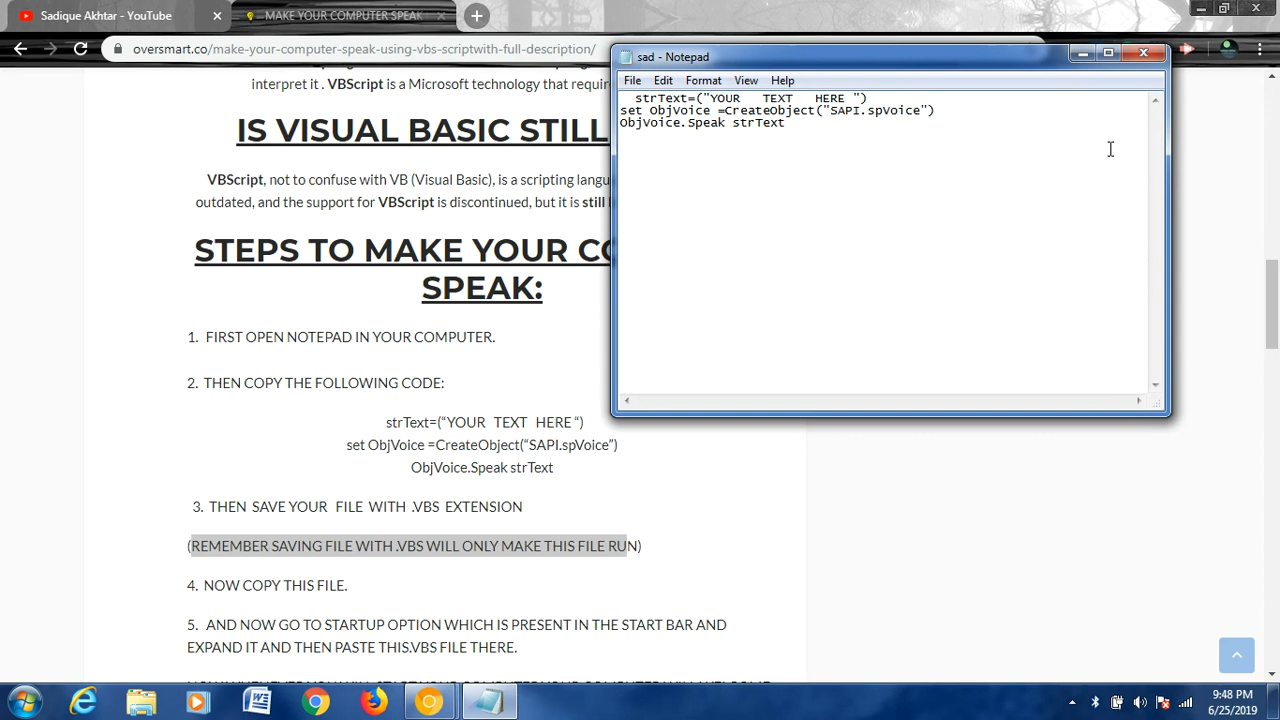 Sadique Akhtar - YouTube
MAKE YOUR COMPUTER SPEAK
oversmart.co/make-your-computer-speak-using-vbs-scriptwith-full-description/
interpret it . VBScript is a Microsoft technology that requir
IS VISUAL BASIC STILL
VBScript, not to confuse with VB (Visual Basic), is a scripting langu
outdated, and the support for VBScript is discontinued, but it is still
STEPS TO MAKE YOUR CO
SPEAK:
1. FIRST OPEN NOTEPAD IN YOUR COMPUTER.
2. THEN COPY THE FOLLOWING CODE:
strText=(“YOUR TEXT HERE “)
set ObjVoice =CreateObject(“SAPI.spVoice”)
ObjVoice.Speak strText
3. THEN SAVE YOUR FILE WITH .VBS EXTENSION
(REMEMBER SAVING FILE WITH .VBS WILL ONLY MAKE THIS FILE RUN)
4. NOW COPY THIS FILE.
5. AND NOW GO TO STARTUP OPTION WHICH IS PRESENT IN THE START BAR AND
EXPAND IT AND THEN PASTE THIS.VBS FILE THERE.
sad - Notepad
File Edit Format View Help
strText=("YOUR TEXT HERE ")
set ObjVoice =CreateObject("SAPI.spVoice")
ObjVoice.Speak strText
9:48 PM
6/25/2019